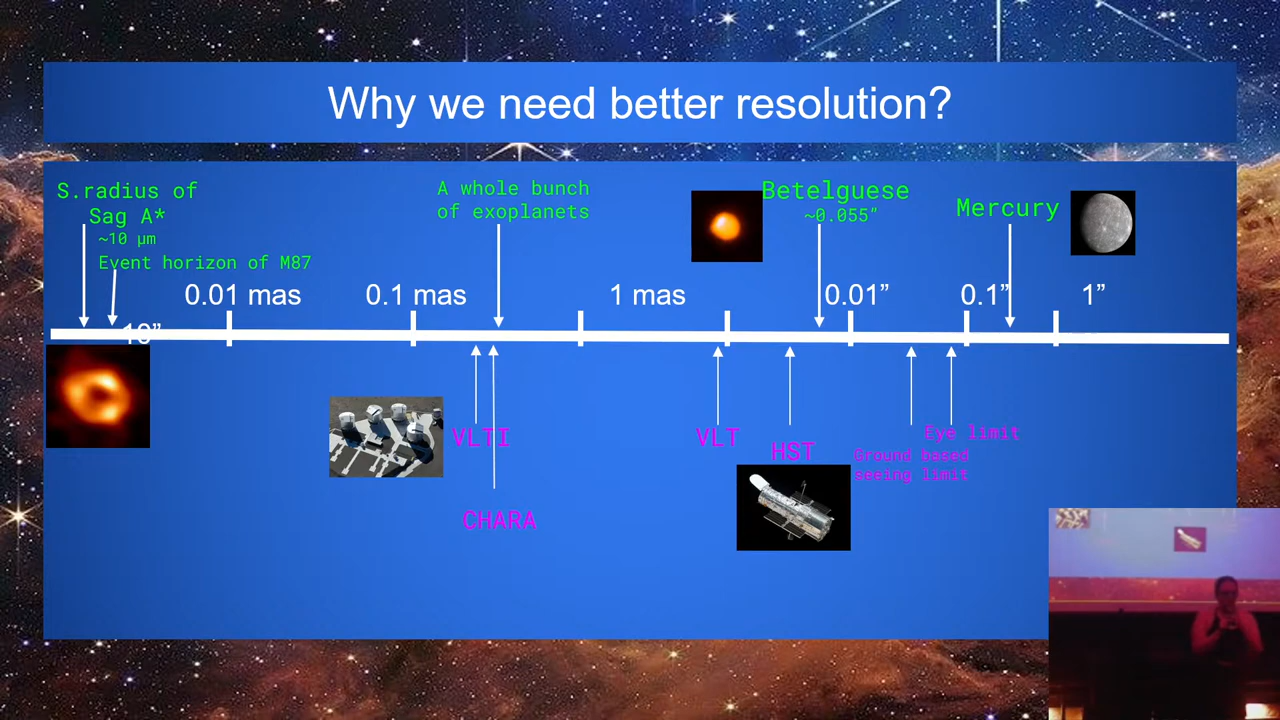 Why we need better resolution?
S.radius of
Sag A*
~10 μm
Event horizon of M87
A whole bunch
of exoplanets
Betelguese
~0.055”
Mercury
0.01 mas
0.1 mas
1 mas
0.01”
0.1”
1”
10”
VLTI
CHARA
VLT
HST
Eye limit
Ground based
seeing limit